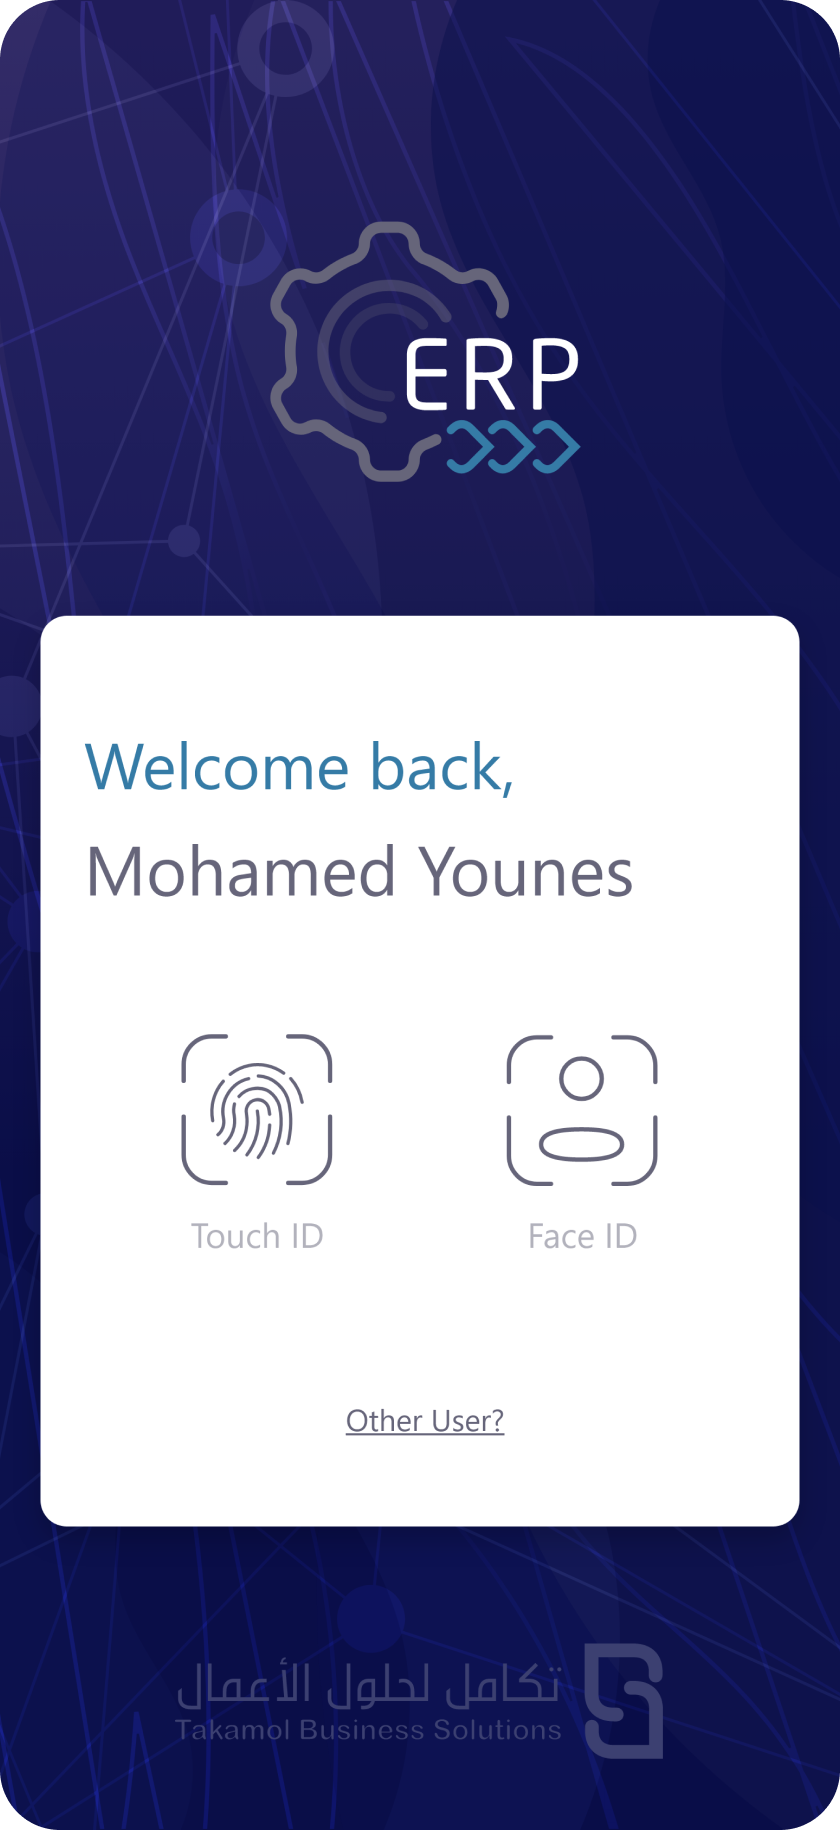 ERP
Welcome back,
Mohamed Younes
Touch ID
Face ID
Other User?
تكامل لحلول الأعمال
Takamol Business Solutions